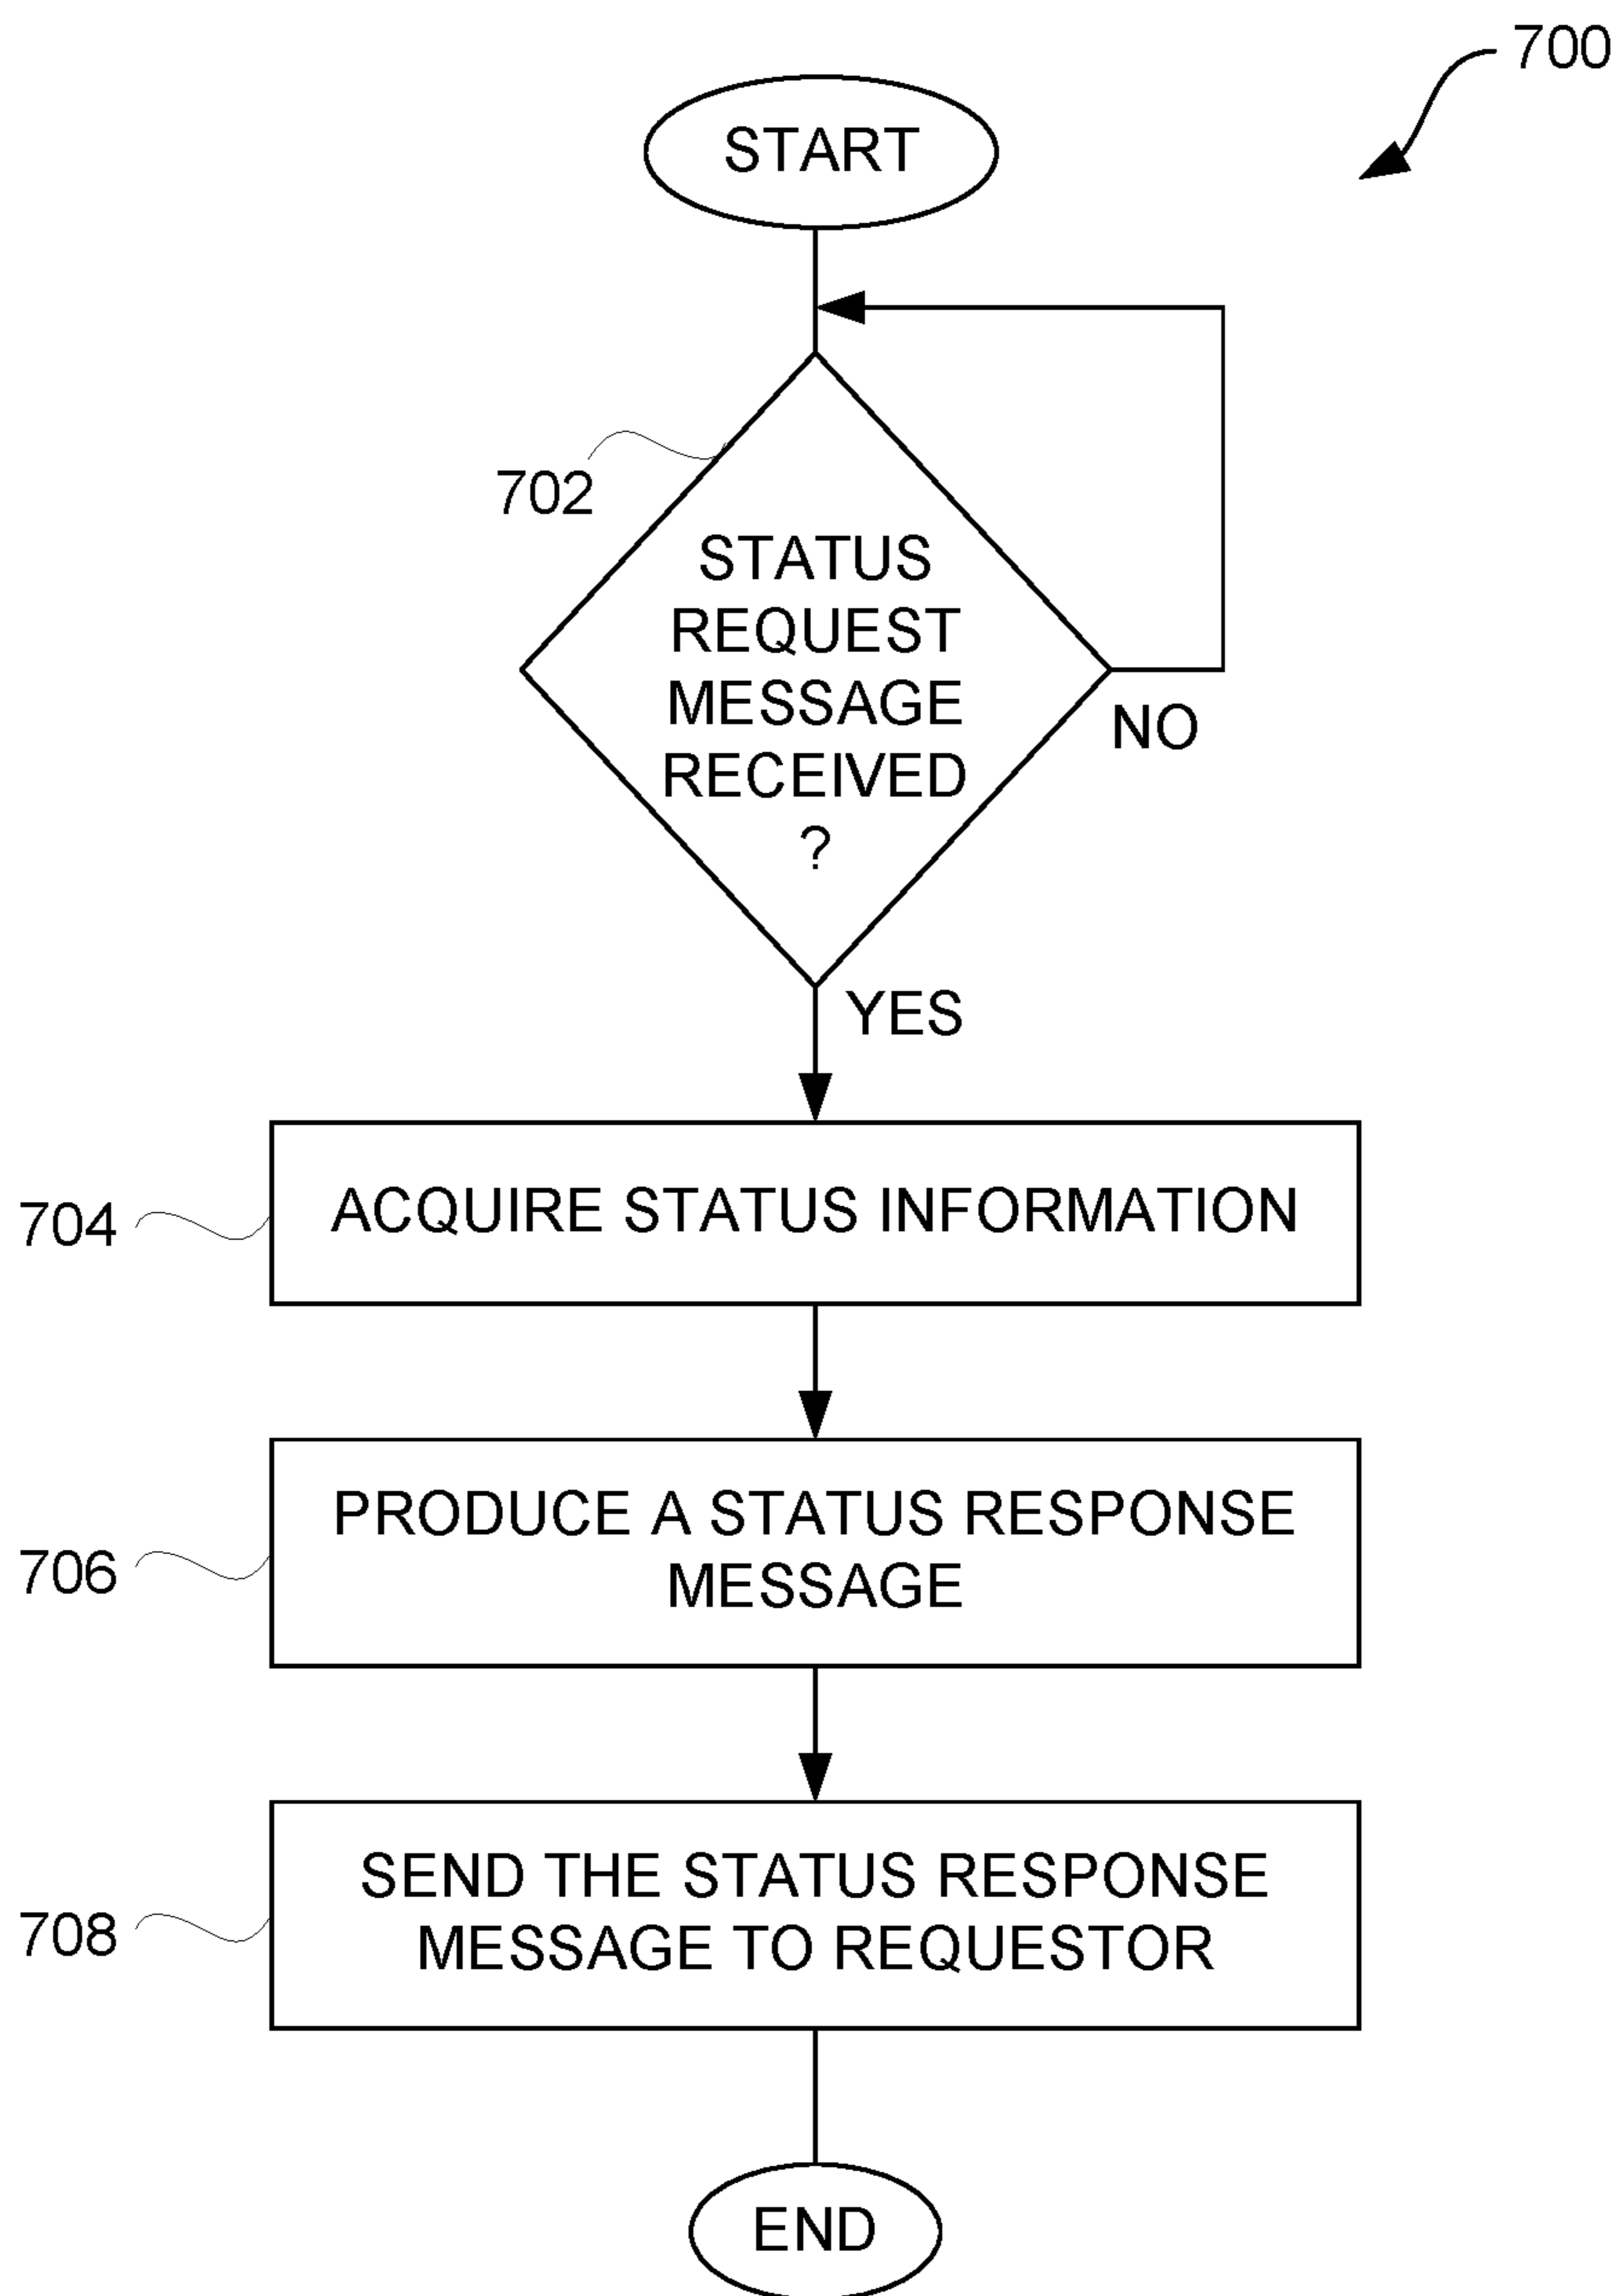 700
START
702
STATUS
REQUEST
MESSAGE
RECEIVED
?
NO
YES
704
ACQUIRE STATUS INFORMATION
706
PRODUCE A STATUS RESPONSE
MESSAGE
708
SEND THE STATUS RESPONSE
MESSAGE TO REQUESTOR
END